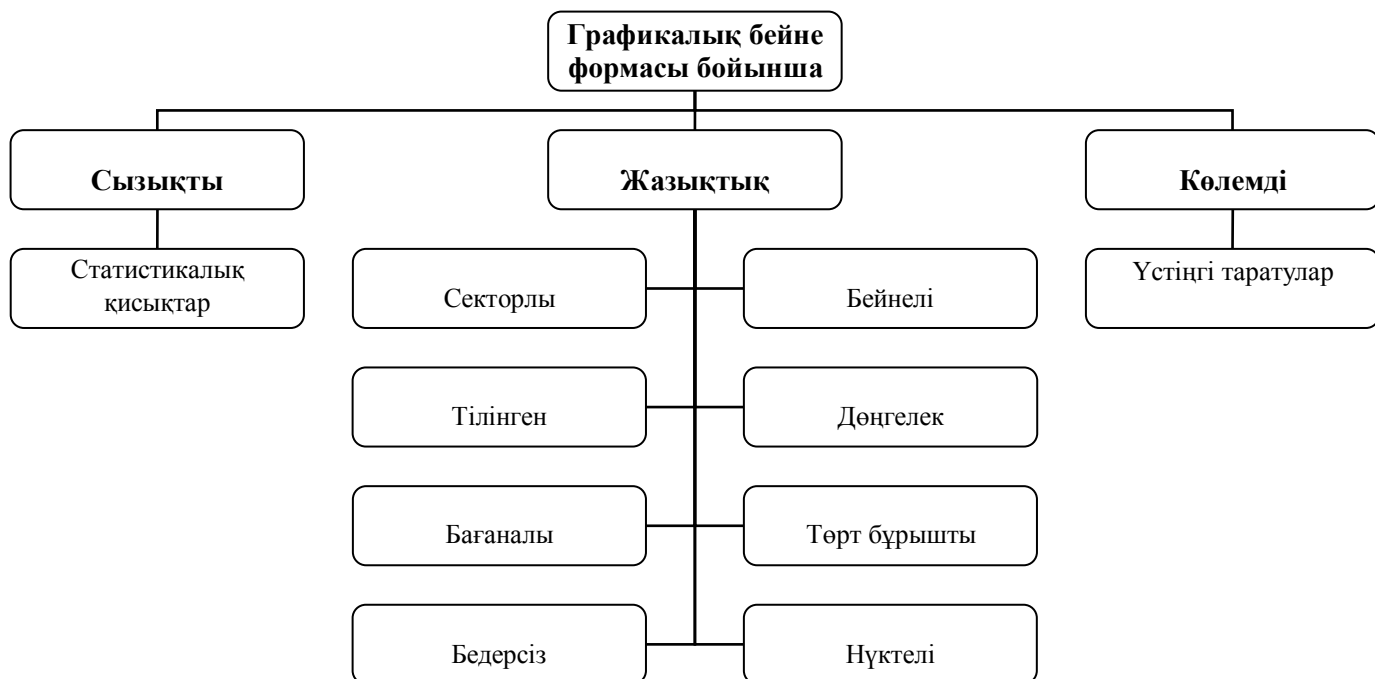 Графикалық бейне
формасы бойынша
Сызықты
Жазықтық
Көлемді
Статистикалық
қисықтар
Үстіңгі таратулар
Секторлы
Бейнелі
Тілінген
Дөңгелек
Бағаналы
Төрт бұрышты
Бедерсіз
Нүктелі